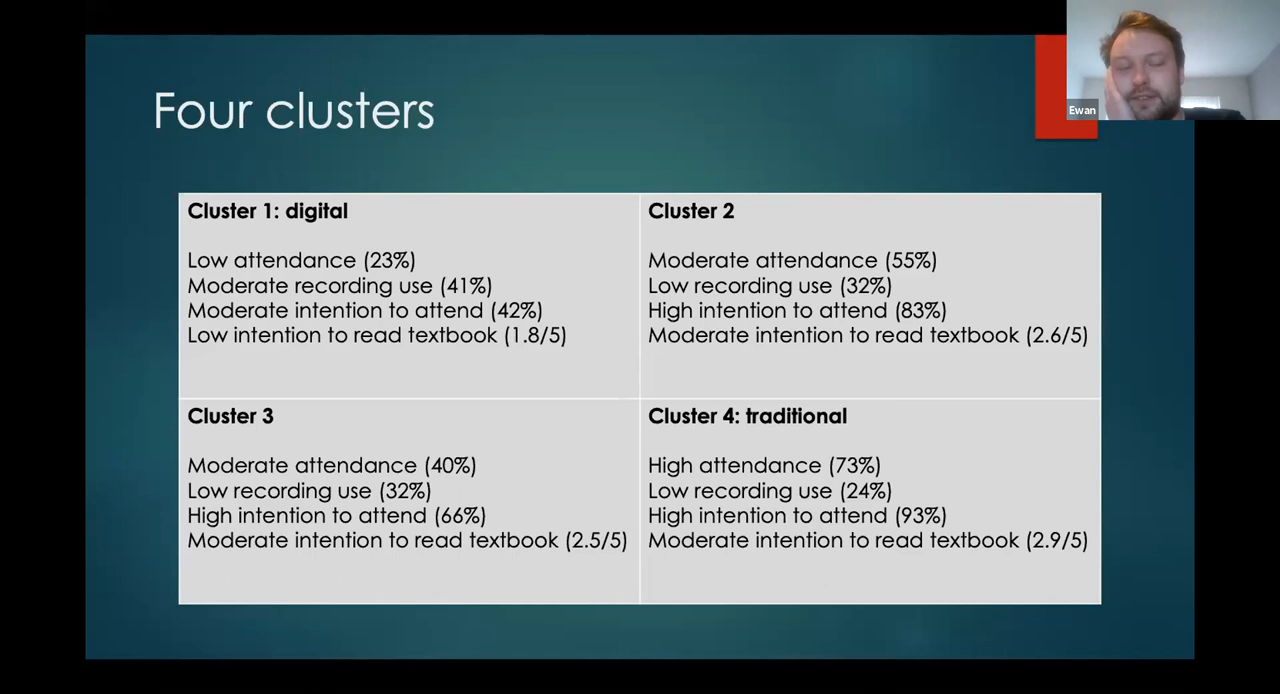 Four clusters
Ewan
Cluster 1: digital
Low attendance (23%)
Moderate recording use (41%)
Moderate intention to attend (42%)
Low intention to read textbook (1.8/5)
Cluster 2
Moderate attendance (55%)
Low recording use (32%)
High intention to attend (83%)
Moderate intention to read textbook (2.6/5)
Cluster 3
Moderate attendance (40%)
Low recording use (32%)
High intention to attend (66%)
Moderate intention to read textbook (2.5/5)
Cluster 4: traditional
High attendance (73%)
Low recording use (24%)
High intention to attend (93%)
Moderate intention to read textbook (2.9/5)